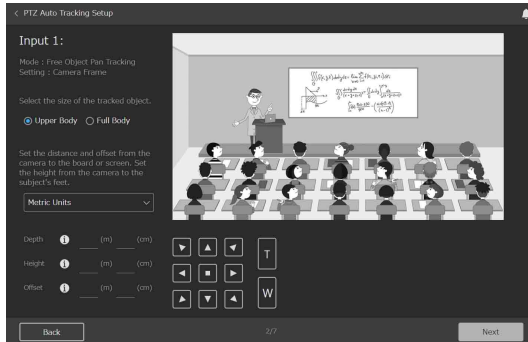 < PTZ Auto Tracking Setup
Input 1:
Mode : Free Object Pan Tracking
Setting : Camera Frame
Select the size of the tracked object.
Upper Body Full Body
Set the distance and offset from the
camera to the board or screen. Set
the height from the camera to the
subject's feet.
Metric Units
Depth (m) (cm)
Height (m) (cm)
Offset (m) (cm)
T
W
Back 2/7 Next